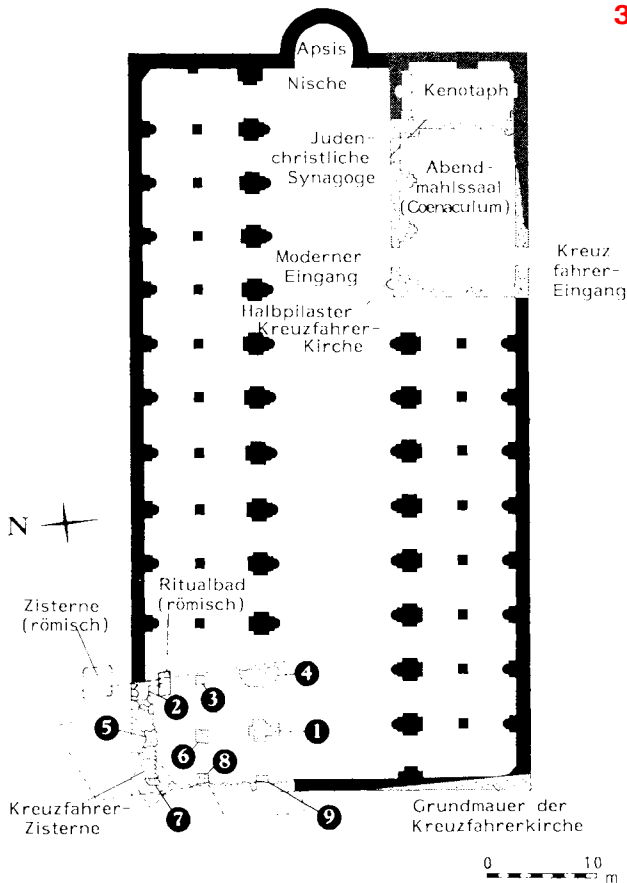 3
Apsis
Nische
Kenotaph
Juden-
christliche
Synagoge
Abend-
mahlssaal
(Coenaculum)
Moderner
Eingang
Kreuz
fahrer-
Eingang
Halbpilaster
Kreuzfahrer-
Kirche
N
Ritualbad
(römisch)
Zisterne
(römisch)
4
2
3
5
1
6
8
7
9
Kreuzfahrer-
Zisterne
Grundmauer der
Kreuzfahrerkirche
0 10
m